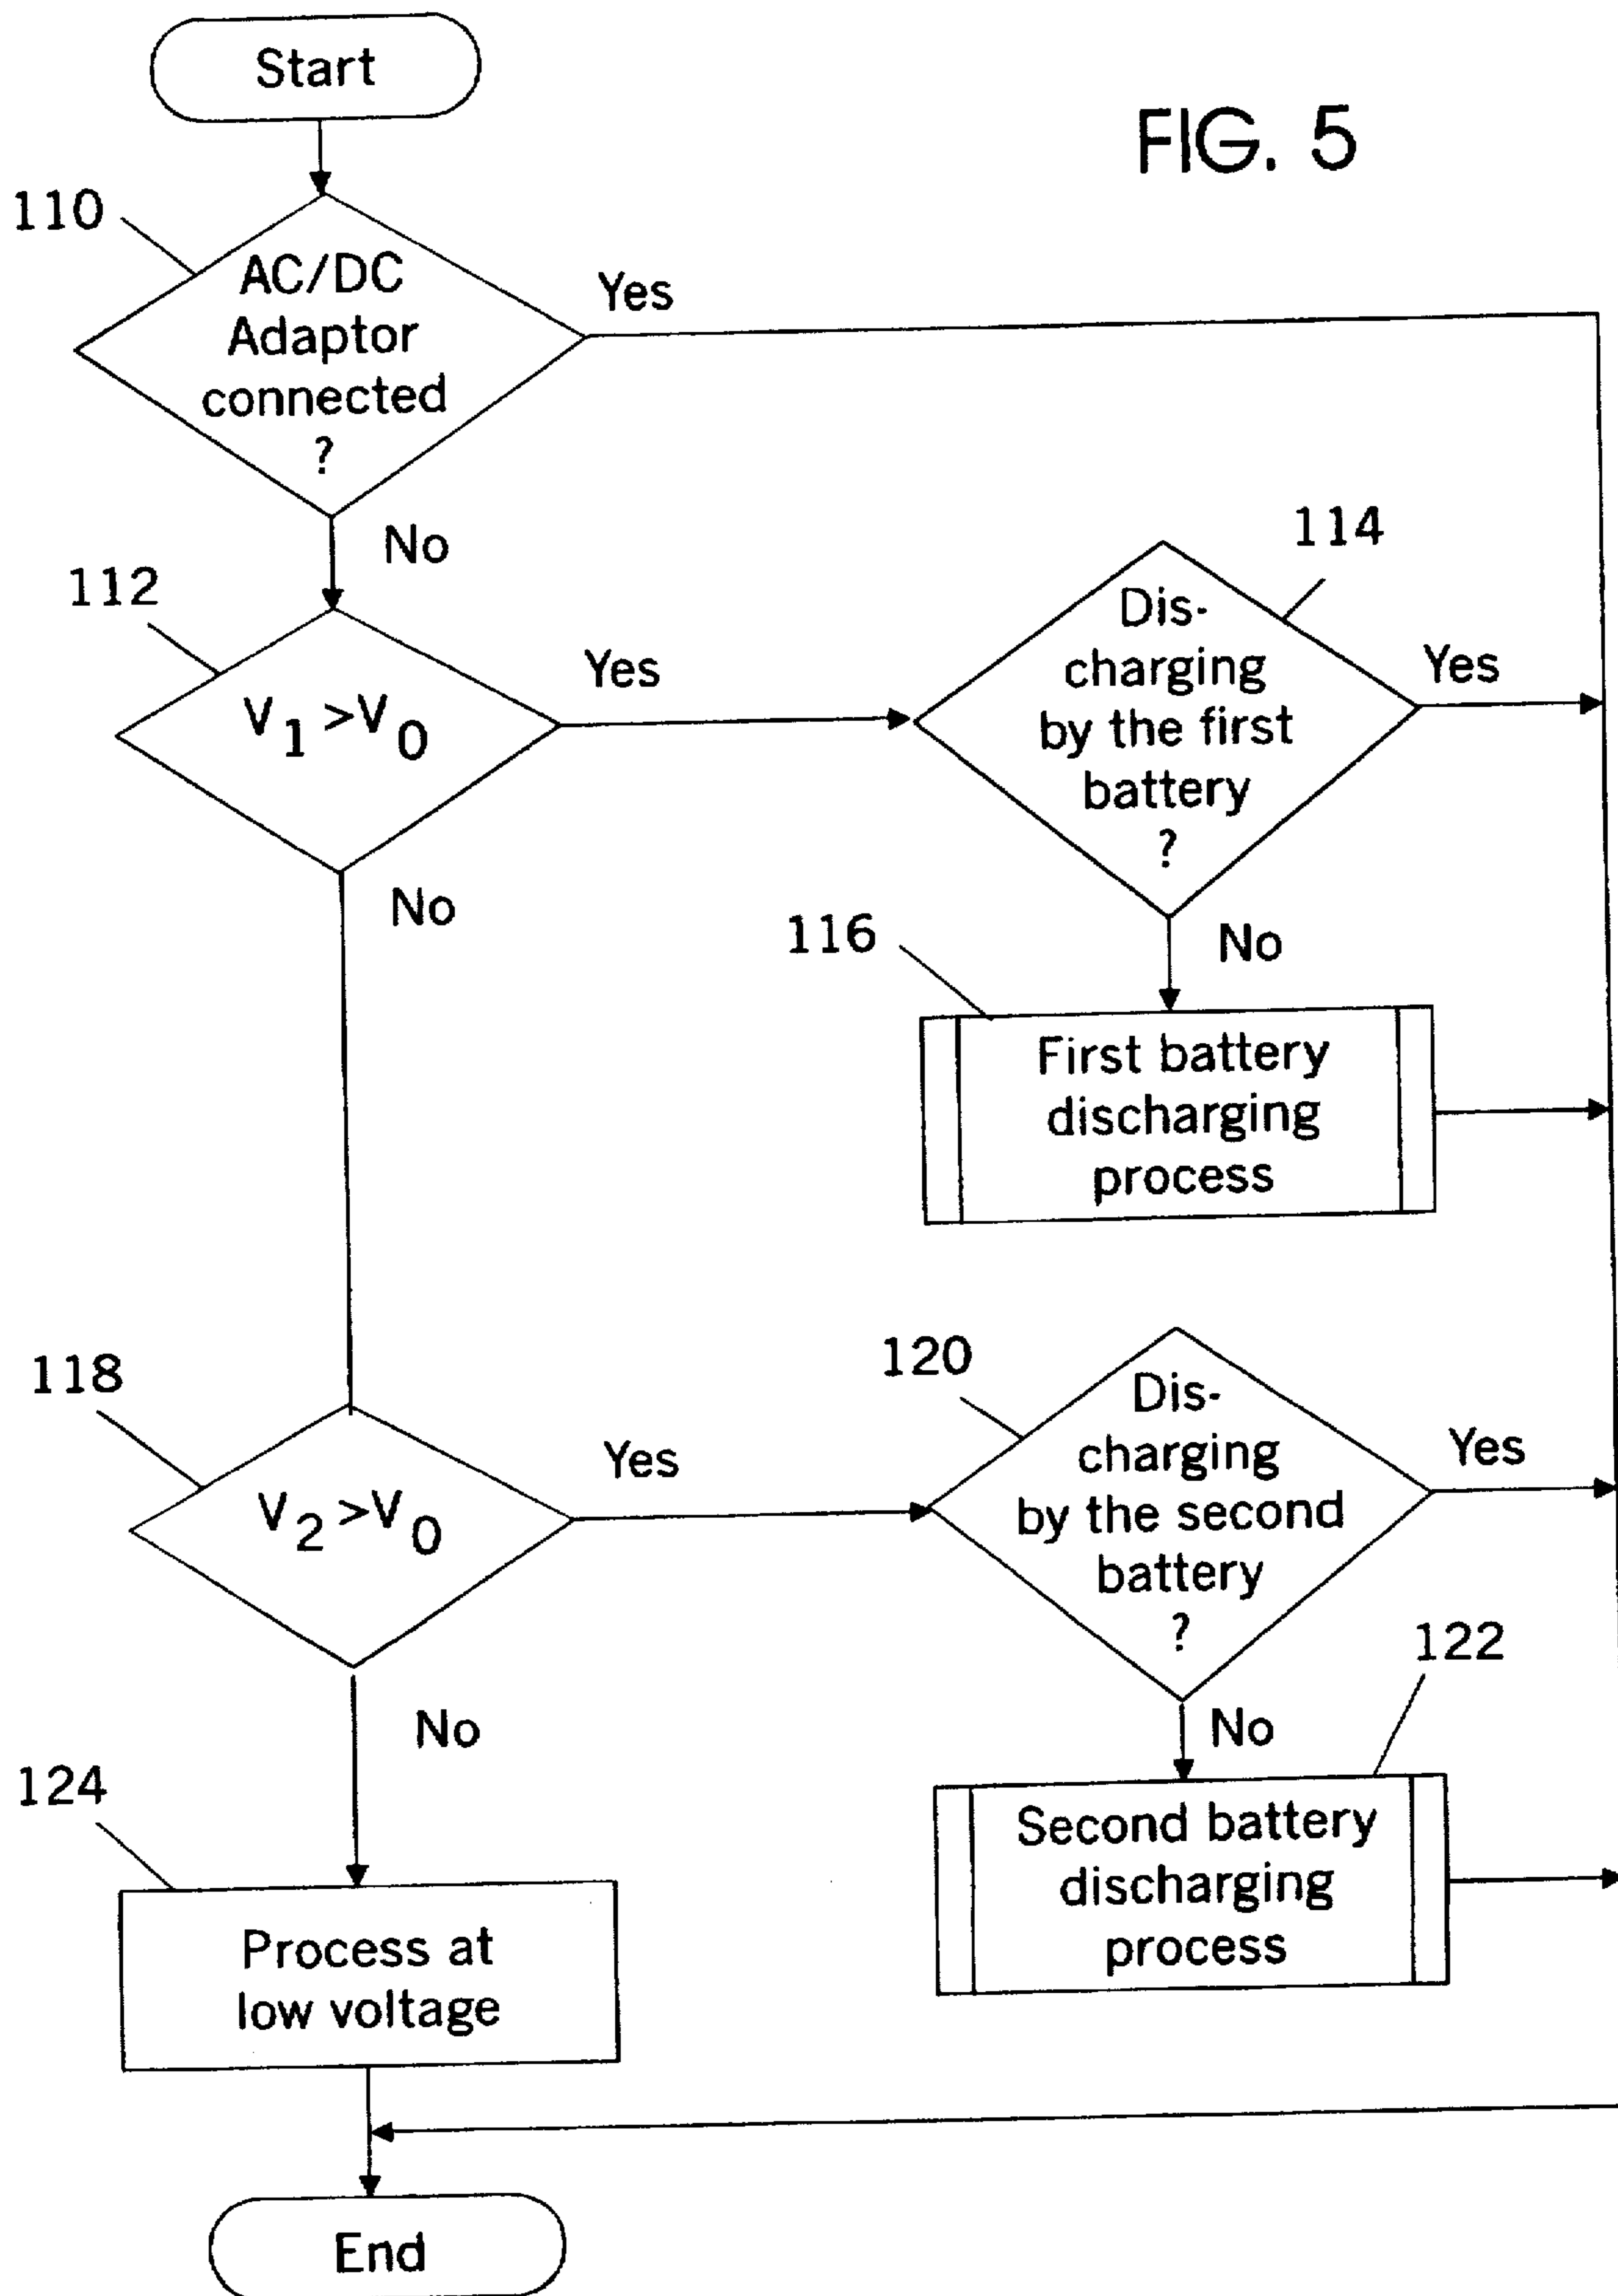 Start
FIG. 5
110
AC/DC
Adaptor
connected
?
Yes
No
112
V1 >V0
Yes
No
114
Dis-
charging
by the first
battery
?
Yes
No
116
First battery
discharging
process
118
V2 >V0
Yes
No
120
Dis-
charging
by the second
battery
?
Yes
No
122
Second battery
discharging
process
124
Process at
low voltage
End